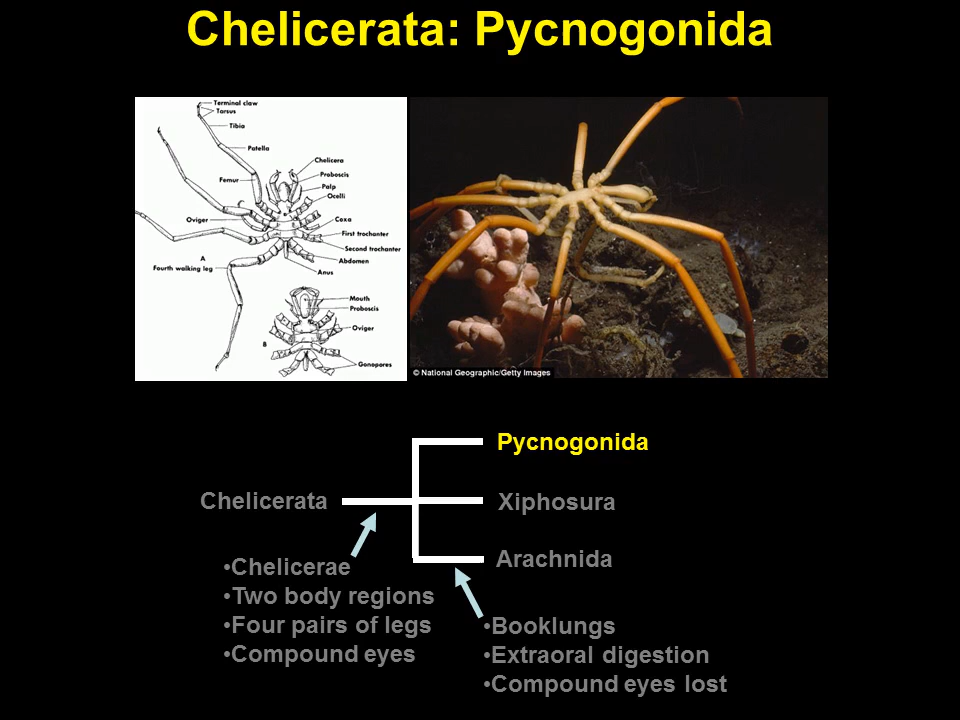 Chelicerata: Pycnogonida
Terminal claw
Tarsus
Tibia
Patella
Chelicera
Proboscis
Femur
Palp
Ocelli
Oviger
Coxa
First trochanter
Second trochanter
A
Abdomen
Fourth walking leg
Anus
Mouth
Proboscis
Oviger
B
Gonopores
© National Geographic/Getty Images
Pycnogonida
Chelicerata
Xiphosura
Arachnida
•Chelicerae
•Two body regions
•Four pairs of legs
•Compound eyes
•Booklungs
•Extraoral digestion
•Compound eyes lost